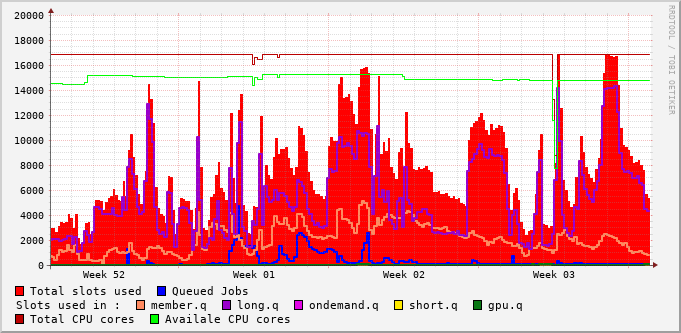 20000
18000
16000
14000
12000
10000
8000
6000
4000
2000
0
Week 52 Week 01 Week 02 Week 03
RRDTOOL / TOBI OETIKER
Total slots used Queued Jobs
Slots used in : member.q long.q ondemand.q short.q gpu.q
Total CPU cores Availale CPU cores